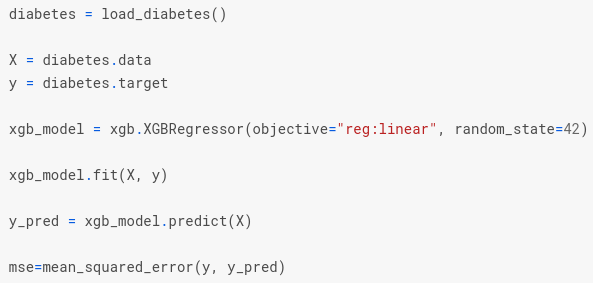 diabetes = load_diabetes()
X = diabetes.data
y = diabetes.target
xgb_model = xgb.XGBRegressor(objective="reg:linear", random_state=42)
xgb_model.fit(X, y)
y_pred = xgb_model.predict(X)
mse=mean_squared_error(y, y_pred)